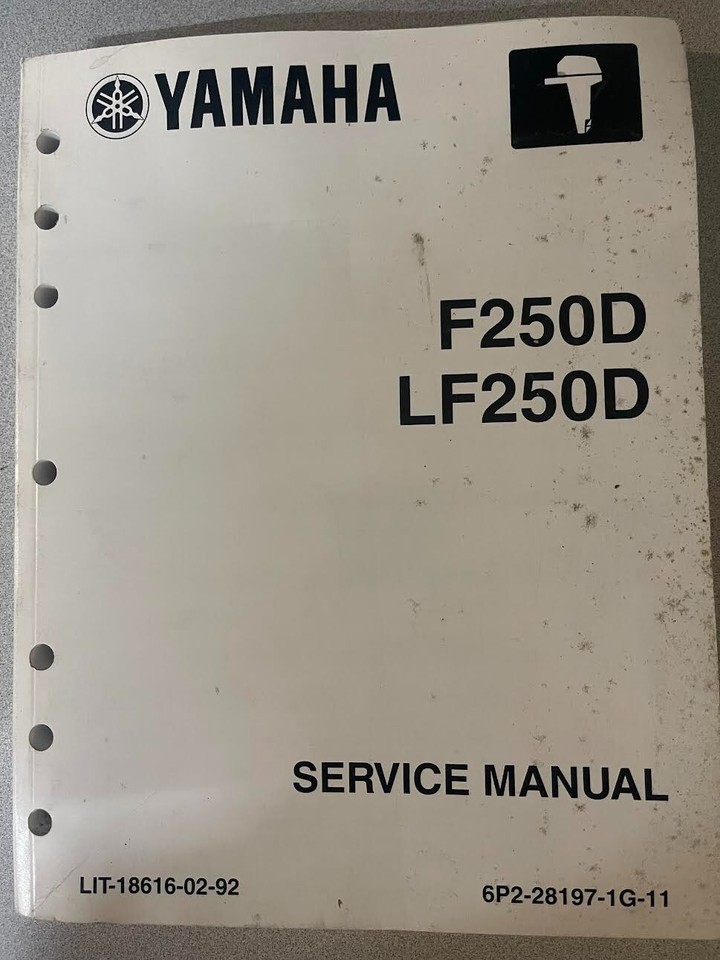 YAMAHA
F250D
LF250D
SERVICE MANUAL
LIT-18616-02-92
6P2-28197-1G-11